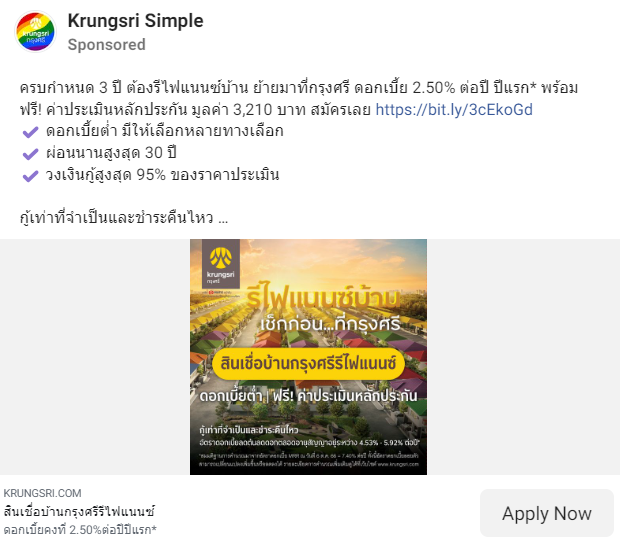 Krungsri Simple
Sponsored
ครบกำหนด 3 ปี ต้องรีไฟแนนซ์บ้าน ย้ายมาที่กรุงศรี ดอกเบี้ย 2.50% ต่อปี ปีแรก* พร้อม
ฟรี! ค่าประเมินหลักประกัน มูลค่า 3,210 บาท สมัครเลย https://bit.ly/3cEkoGd
ดอกเบี้ยต่ำ มีให้เลือกหลายทางเลือก
ผ่อนนานสูงสุด 30 ปี
วงเงินกู้สูงสุด 95% ของราคาประเมิน
กู้เท่าที่จำเป็นและชำระคืนไหว ...
krungsri
กรุงศรี
รีไฟแนนซ์บ้าน
เช็กก่อน...ที่กรุงศรี
สินเชื่อบ้านกรุงศรีรีไฟแนนซ์
ดอกเบี้ยต่ำ | ฟรี! ค่าประเมินหลักประกัน
กู้เท่าที่จำเป็นและชำระคืนไหว
อัตราดอกเบี้ยลดต้นลดดอกตลอดอายุสัญญาอยู่ระหว่าง 4.53% - 5.92% ต่อปี*
KRUNGSRI.COM
สินเชื่อบ้านกรุงศรีรีไฟแนนซ์
ดอกเบี้ยคงที่ 2.50%ต่อปีปีแรก*
Apply Now